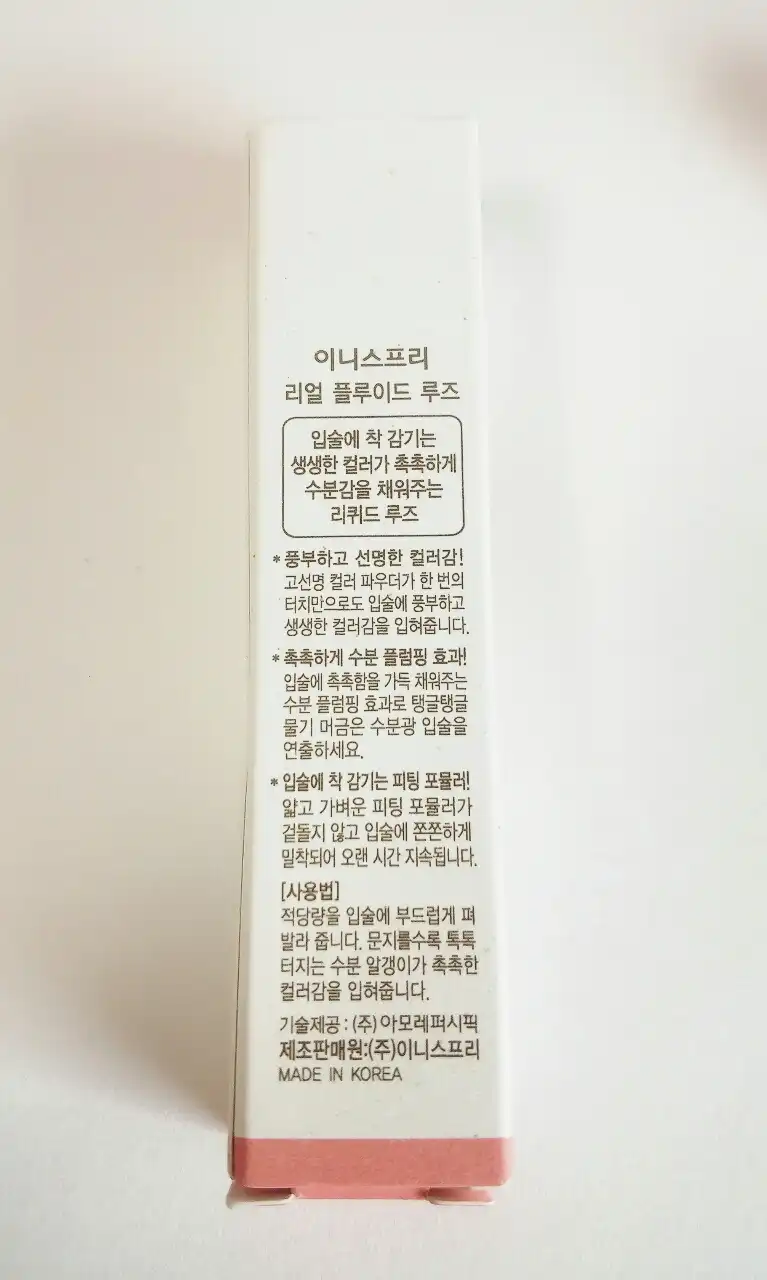 이니스프리
리얼 플루이드 루즈
입술에 착 감기는
생생한 컬러가 촉촉하게
수분감을 채워주는
리퀴드 루즈
* 풍부하고 선명한 컬러감!
고선명 컬러 파우더가 한 번의
터치만으로도 입술에 풍부하고
생생한 컬러감을 입혀줍니다.
* 촉촉하게 수분 플럼핑 효과!
입술에 촉촉함을 가득 채워주는
수분 플럼핑 효과로 탱글탱글
물기 머금은 수분광 입술을
연출하세요.
* 입술에 착 감기는 피팅 포뮬러!
얇고 가벼운 피팅 포뮬러가
겉돌지 않고 입술에 쫀쫀하게
밀착되어 오랜 시간 지속됩니다.
[사용법]
적당량을 입술에 부드럽게 펴
발라 줍니다. 문지를수록 톡톡
터지는 수분 알갱이가 촉촉한
컬러감을 입혀줍니다.
기술제공 : (주) 아모레퍼시픽
제조판매원:(주)이니스프리
MADE IN KOREA